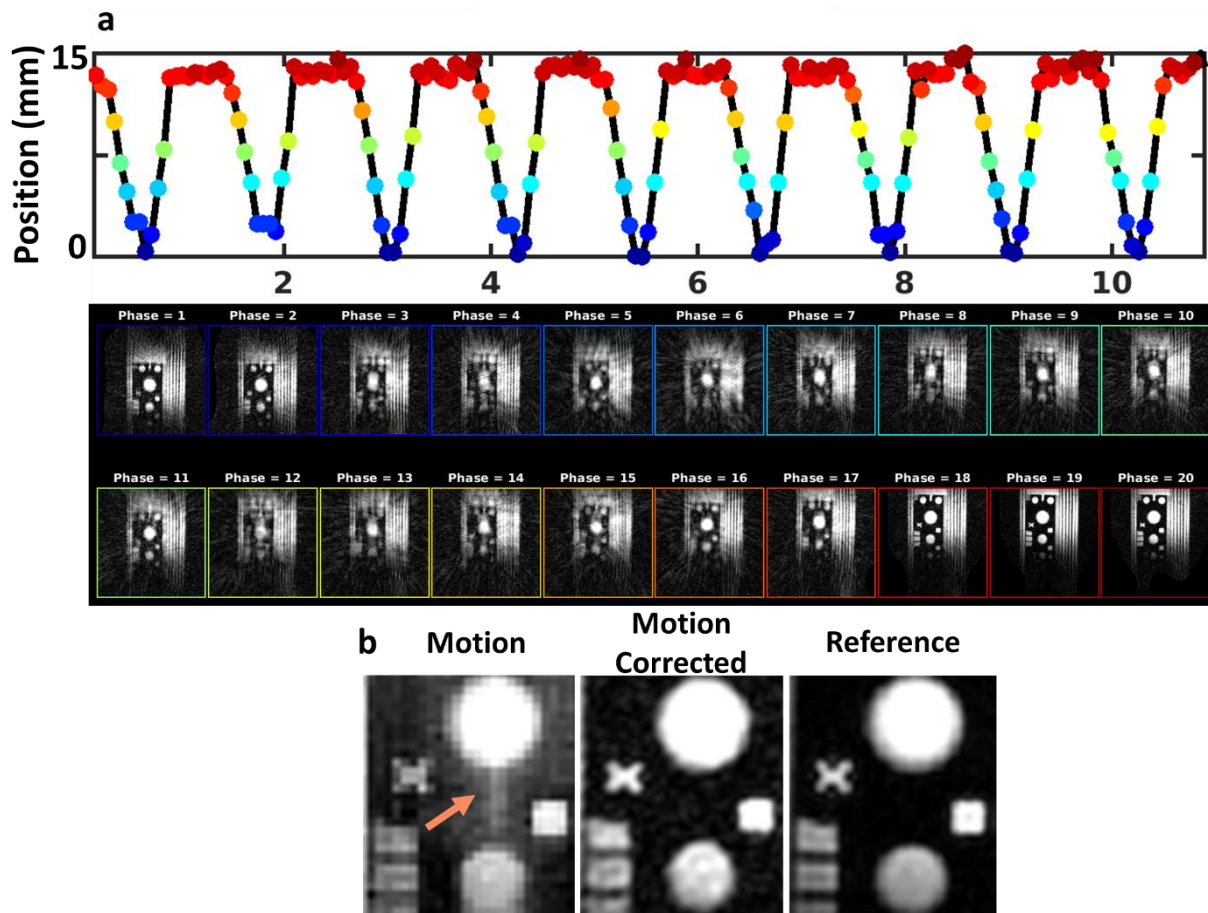 a
Position (mm)
15
0
2 4 6 8 10
Phase = 1 Phase = 2 Phase = 3 Phase = 4 Phase = 5 Phase = 6 Phase = 7 Phase = 8 Phase = 9 Phase = 10
Phase = 11 Phase = 12 Phase = 13 Phase = 14 Phase = 15 Phase = 16 Phase = 17 Phase = 18 Phase = 19 Phase = 20
b Motion Motion Corrected Reference